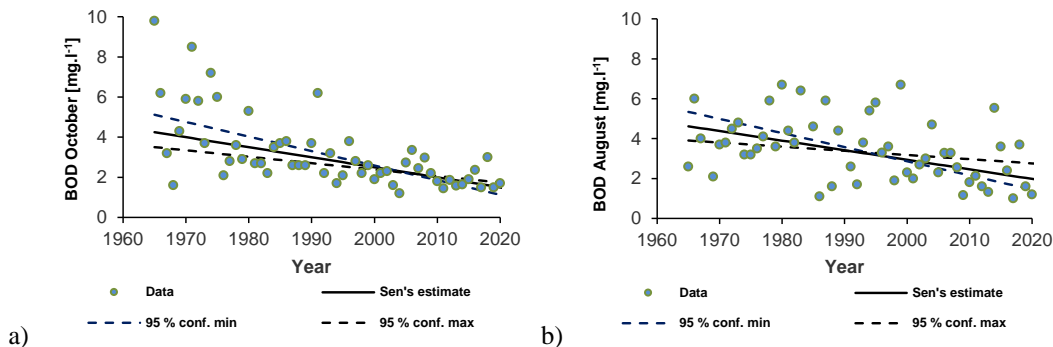 10
8
6
4
2
0
BOD October [mg.l-1]
1960 1970 1980 1990 2000 2010 2020
Year
Data Sen's estimate
95 % conf. min 95 % conf. max
a)
10
8
6
4
2
0
BOD August [mg.l-1]
1960 1970 1980 1990 2000 2010 2020
Year
Data Sen's estimate
95 % conf. min 95 % conf. max
b)